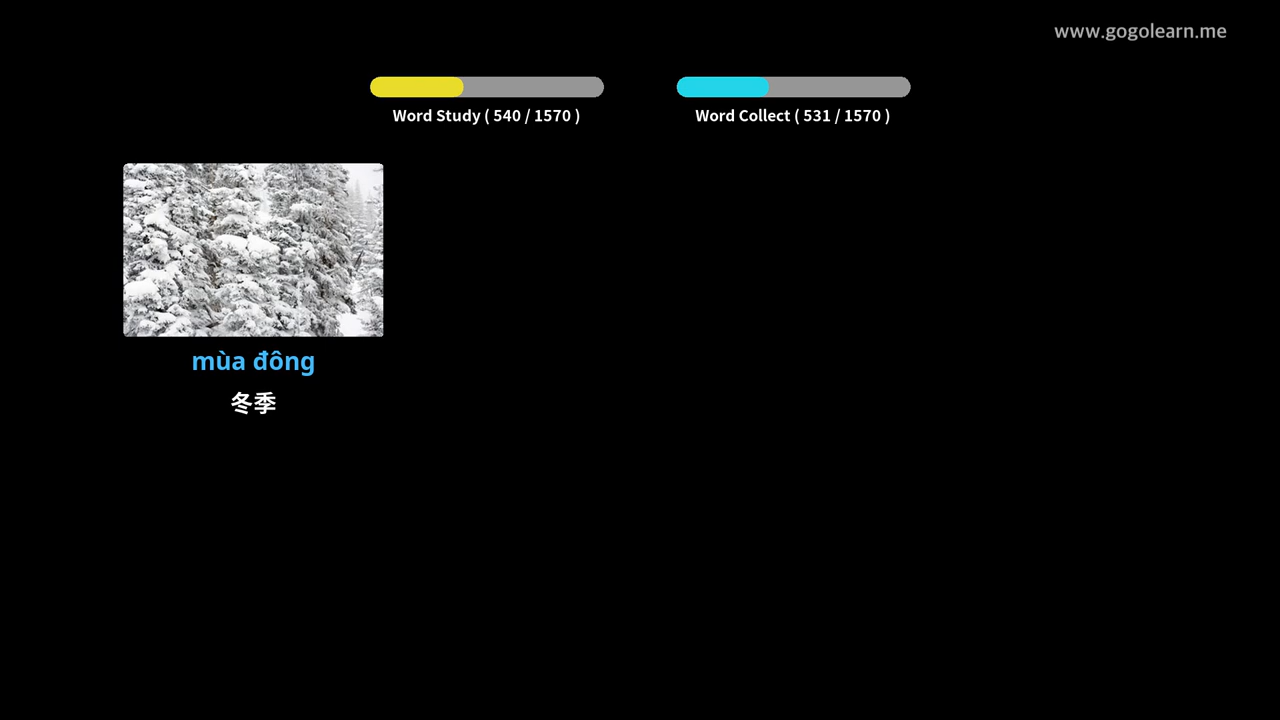 www.gogolearn.me
Word Study ( 540 / 1570 )
Word Collect ( 531 / 1570 )
mùa đông
冬季